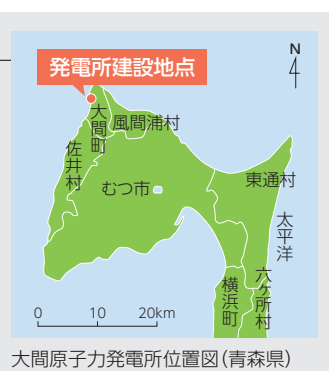 N
4
発電所建設地点
大間町
風間浦村
佐井村
むつ市
東通村
太平洋
横浜町
六ケ所村
0 10 20km
大間原子力発電所位置図(青森県)